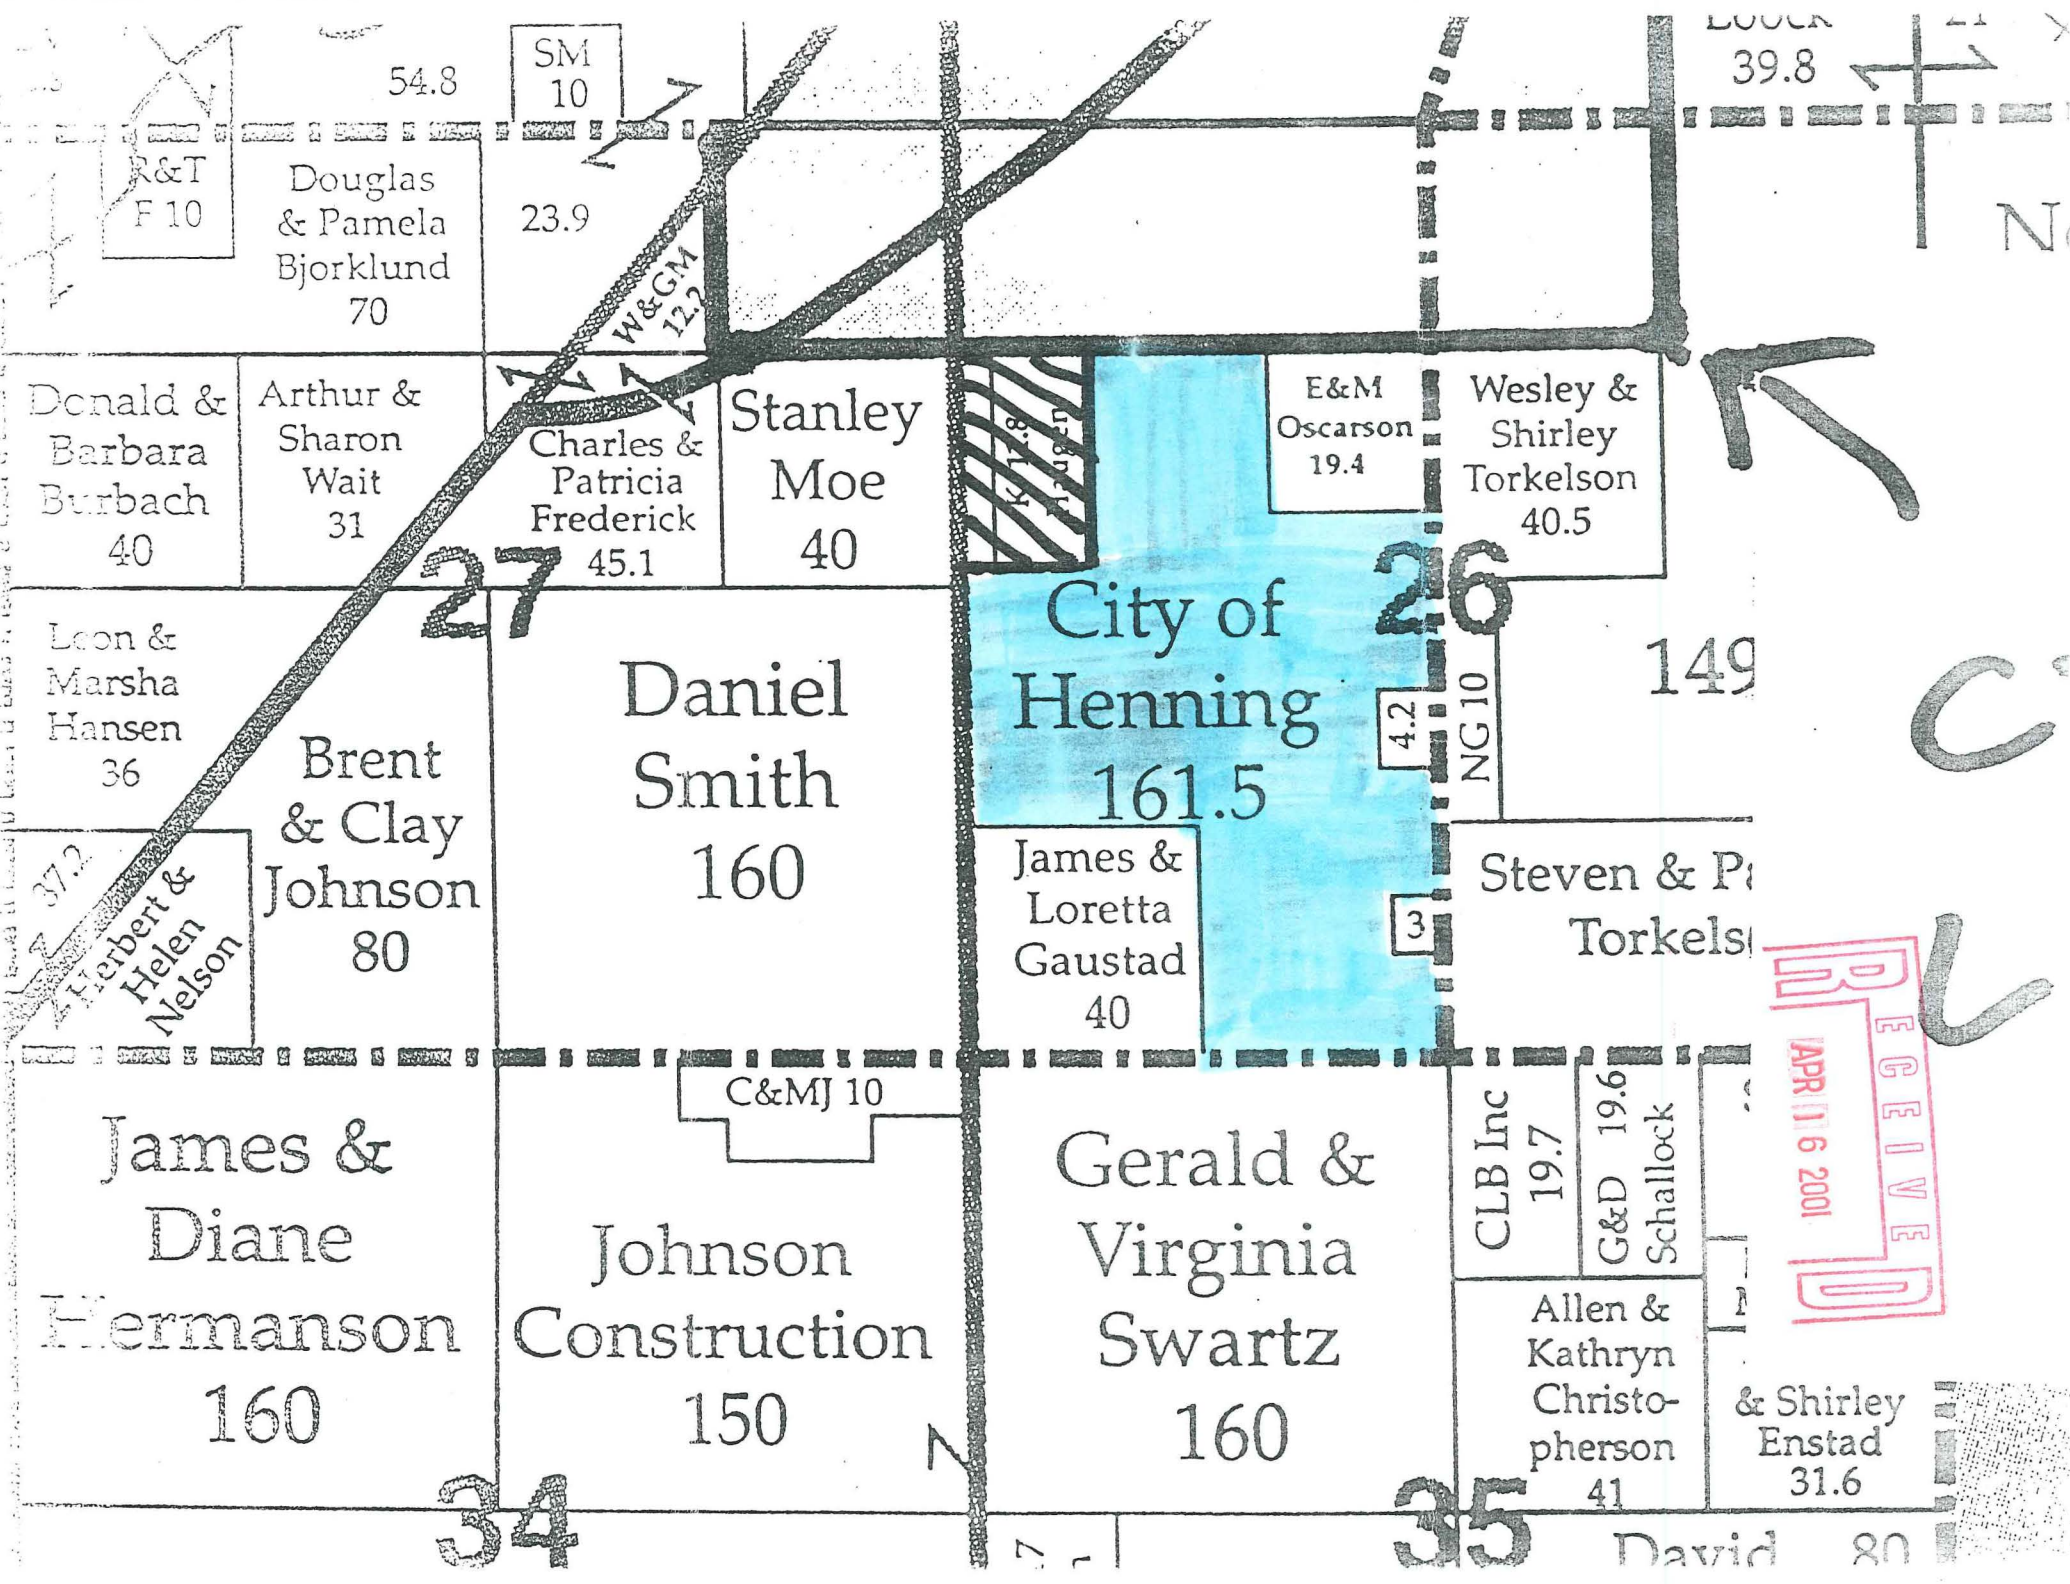 54.8
SM
10
39.8
R&T
F 10
Douglas
& Pamela
Bjorklund
70
23.9
W&GM
12.2
Donald &
Barbara
Burbach
40
Arthur &
Sharon
Wait
31
Charles &
Patricia
Frederick
45.1
Stanley
Moe
40
E&M
Oscarson
19.4
Wesley &
Shirley
Torkelson
40.5
27
26
Leon &
Marsha
Hansen
36
Brent
& Clay
Johnson
80
Daniel
Smith
160
City of
Henning
161.5
4.2
NG 10
149
37.2
Herbert &
Helen
Nelson
James &
Loretta
Gaustad
40
3
Steven &
RECEIVED
APR 16 2001
James &
Diane
Hermanson
160
C&MJ 10
Johnson
Construction
150
Gerald &
Virginia
Swartz
160
CLB Inc
19.7
G&D 19.6
Schallock
Allen &
Kathryn
Christo-
pherson
41
& Shirley
Enstad
31.6
34
35
David 80